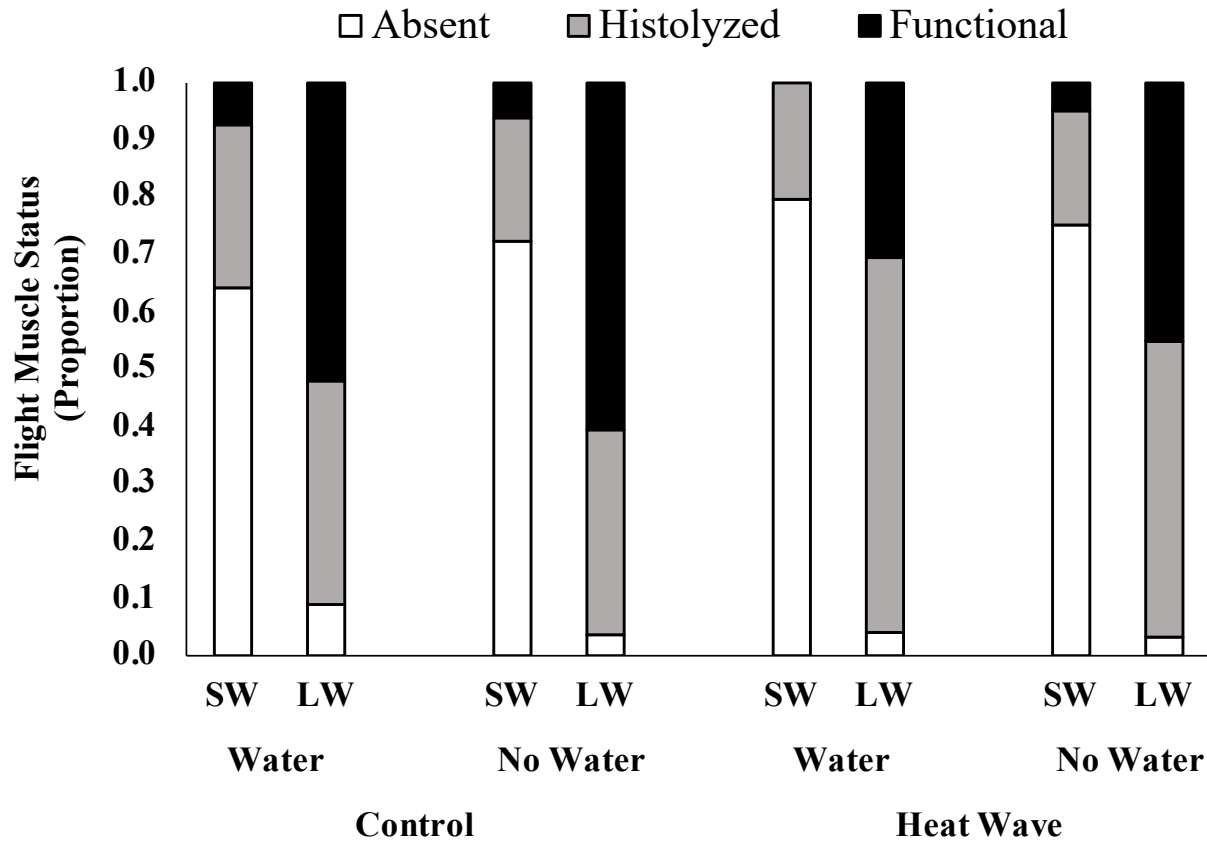 Absent Histolyzed Functional
1.0
0.9
0.8
0.7
0.6
0.5
0.4
0.3
0.2
0.1
0.0
Flight Muscle Status
(Proportion)
SW LW SW LW SW LW SW LW
Water No Water Water No Water
Control Heat Wave